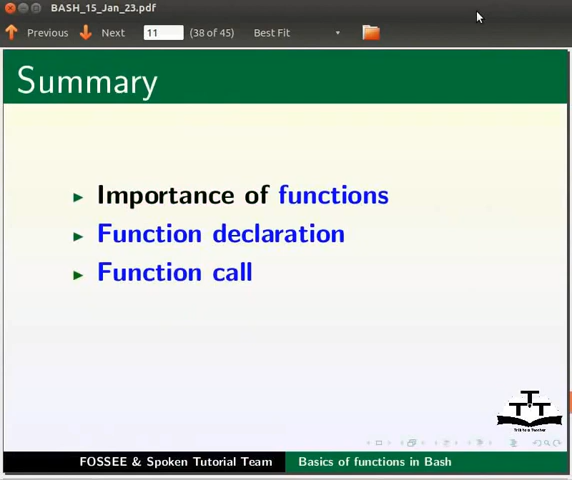 BASH_15_Jan_23.pdf
Previous Next 11 (38 of 45) Best Fit
Summary
Importance of functions
Function declaration
Function call
TTT
FOSSEE & Spoken Tutorial Team Basics of functions in Bash